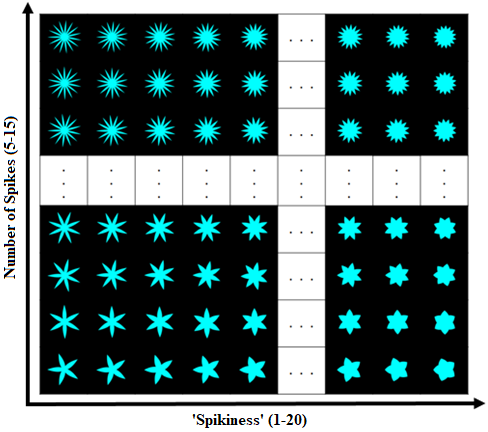 Number of Spikes (5-15)
. . .
. . .
. . .
. . .
. . .
. . .
. . .
'Spikiness' (1-20)